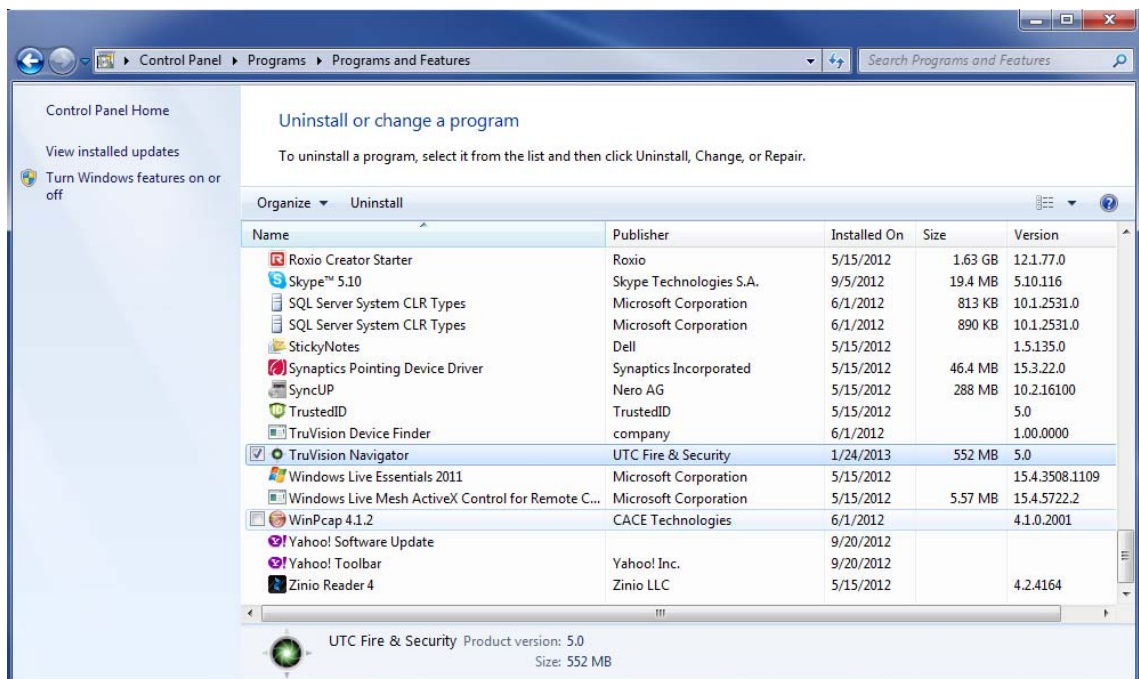 Control Panel ▸ Programs ▸ Programs and Features
Search Programs and Features
Control Panel Home
View installed updates
Turn Windows features on or
off
Uninstall or change a program
To uninstall a program, select it from the list and then click Uninstall, Change, or Repair.
Organize Uninstall
Name Publisher Installed On Size Version
Roxio Creator Starter Roxio 5/15/2012 1.63 GB 12.1.77.0
Skype™ 5.10 Skype Technologies S.A. 9/5/2012 19.4 MB 5.10.116
SQL Server System CLR Types Microsoft Corporation 6/1/2012 813 KB 10.1.2531.0
SQL Server System CLR Types Microsoft Corporation 6/1/2012 890 KB 10.1.2531.0
StickyNotes Dell 5/15/2012 1.5.135.0
Synaptics Pointing Device Driver Synaptics Incorporated 5/15/2012 46.4 MB 15.3.22.0
SyncUP Nero AG 5/15/2012 288 MB 10.2.16100
TrustedID TrustedID 5/15/2012 5.0
TruVision Device Finder company 6/1/2012 1.00.0000
TruVision Navigator UTC Fire & Security 1/24/2013 552 MB 5.0
Windows Live Essentials 2011 Microsoft Corporation 5/15/2012 15.4.3508.1109
Windows Live Mesh ActiveX Control for Remote C... Microsoft Corporation 5/15/2012 5.57 MB 15.4.5722.2
WinPcap 4.1.2 CACE Technologies 6/1/2012 4.1.0.2001
Yahoo! Software Update 9/20/2012
Yahoo! Toolbar Yahoo! Inc. 9/20/2012
Zinio Reader 4 Zinio LLC 5/15/2012 4.2.4164
UTC Fire & Security Product version: 5.0
Size: 552 MB